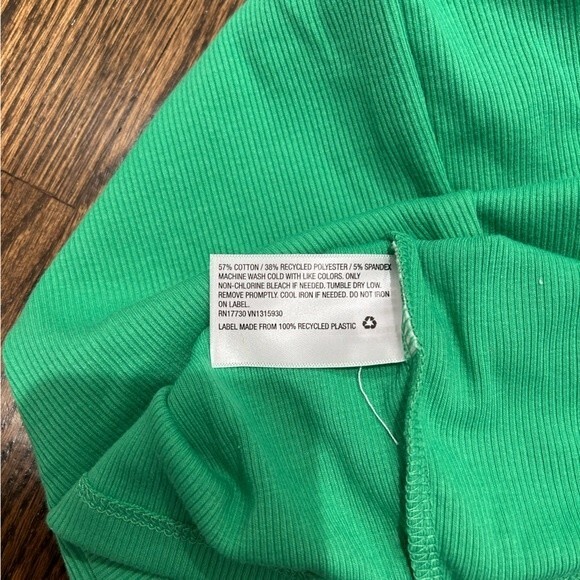 57% COTTON / 38% RECYCLED POLYESTER / 5% SPANDEX
MACHINE WASH COLD WITH LIKE COLORS. ONLY
NON-CHLORINE BLEACH IF NEEDED. TUMBLE DRY LOW.
REMOVE PROMPTLY. COOL IRON IF NEEDED. DO NOT IRON
ON LABEL.
RN17730 VN1315930
LABEL MADE FROM 100% RECYCLED PLASTIC